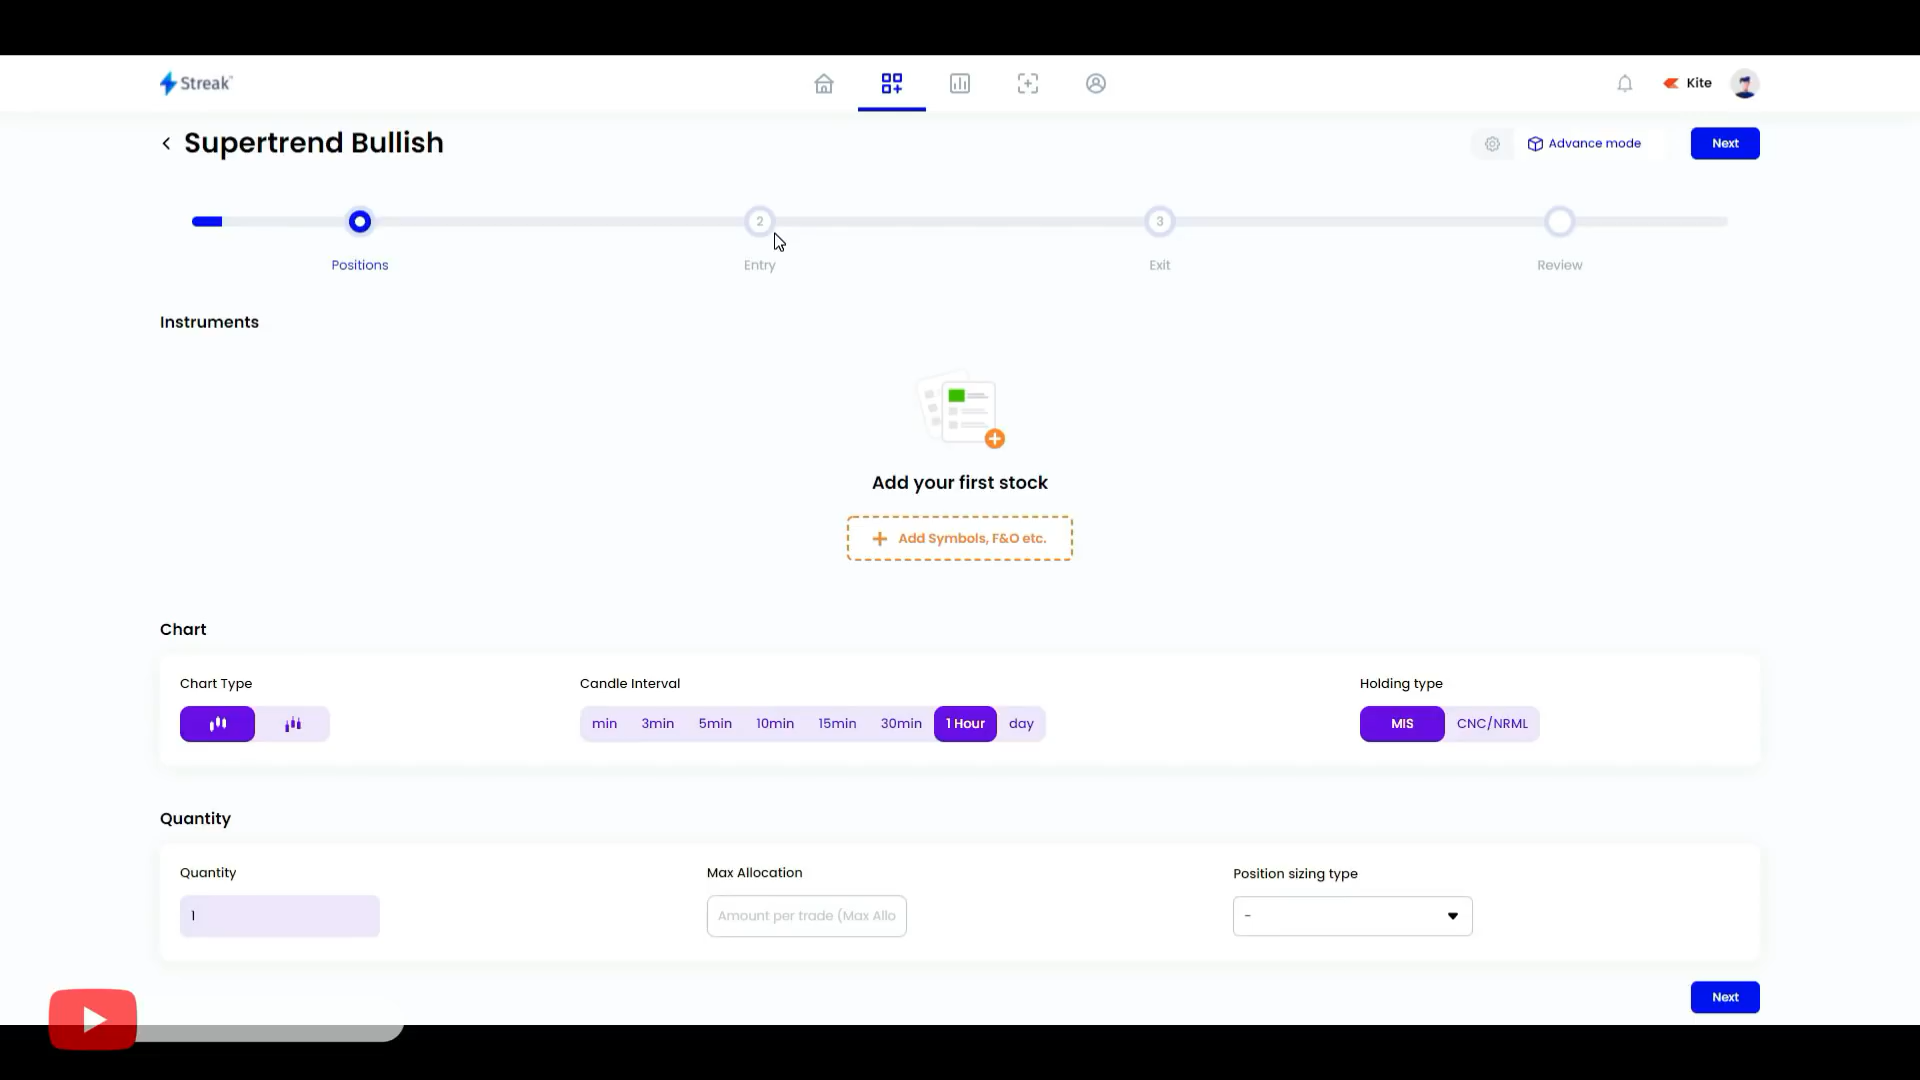 Streak™
Kite
Supertrend Bullish
Advance mode
Next
2
3
Positions
Entry
Exit
Review
Instruments
Add your first stock
Add Symbols, F&O etc.
Chart
Chart Type
Candle Interval
Holding type
min 3min 5min 10min 15min 30min 1 Hour day
MIS CNC/NRML
Quantity
Quantity
Max Allocation
Position sizing type
1
Amount per trade (Max Allo
-
Next